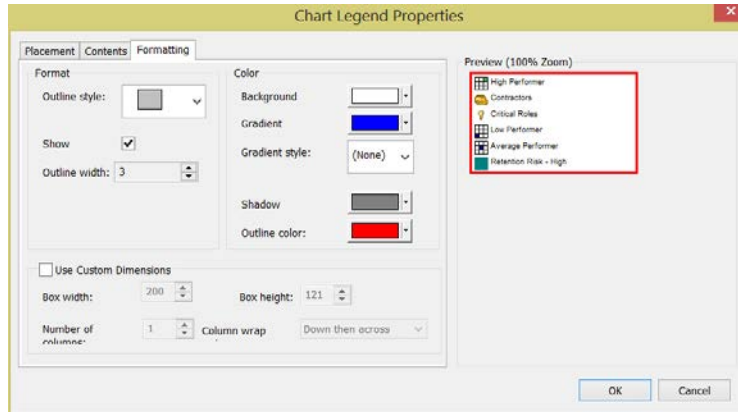 Chart Legend Properties
Placement Contents Formatting
Format
Outline style:
Show
Outline width: 3
Color
Background
Gradient
Gradient style: (None)
Shadow
Outline color:
Use Custom Dimensions
Box width: 200 Box height: 121
Number of columns: 1 Column wrap Down then across
Preview (100% Zoom)
High Performer
Contractors
Critical Roles
Low Performer
Average Performer
Retention Risk - High
OK Cancel